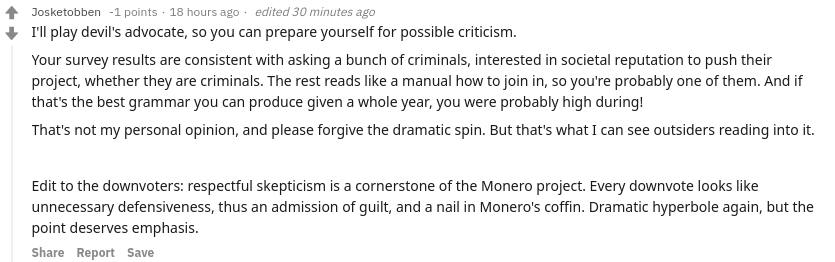 Josketobben -1 points · 18 hours ago · edited 30 minutes ago
I'll play devil's advocate, so you can prepare yourself for possible criticism.
Your survey results are consistent with asking a bunch of criminals, interested in societal reputation to push their
project, whether they are criminals. The rest reads like a manual how to join in, so you're probably one of them. And if
that's the best grammar you can produce given a whole year, you were probably high during!
That's not my personal opinion, and please forgive the dramatic spin. But that's what I can see outsiders reading into it.
Edit to the downvoters: respectful skepticism is a cornerstone of the Monero project. Every downvote looks like
unnecessary defensiveness, thus an admission of guilt, and a nail in Monero's coffin. Dramatic hyperbole again, but the
point deserves emphasis.
Share Report Save